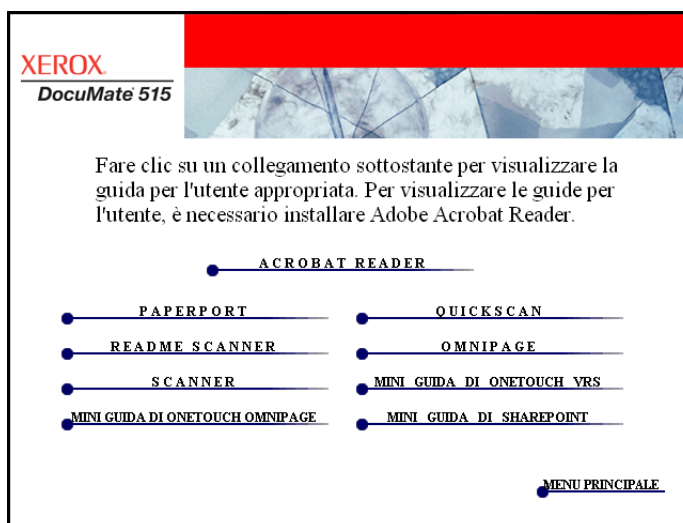 XEROX
DocuMate 515
Fare clic su un collegamento sottostante per visualizzare la
guida per l'utente appropriata. Per visualizzare le guide per
l'utente, è necessario installare Adobe Acrobat Reader.
ACROBAT READER
PAPERPORT
QUICKSCAN
README SCANNER
OMNIPAGE
SCANNER
MINI GUIDA DI ONETOUCH VRS
MINI GUIDA DI ONETOUCH OMNIPAGE
MINI GUIDA DI SHAREPOINT
MENU PRINCIPALE